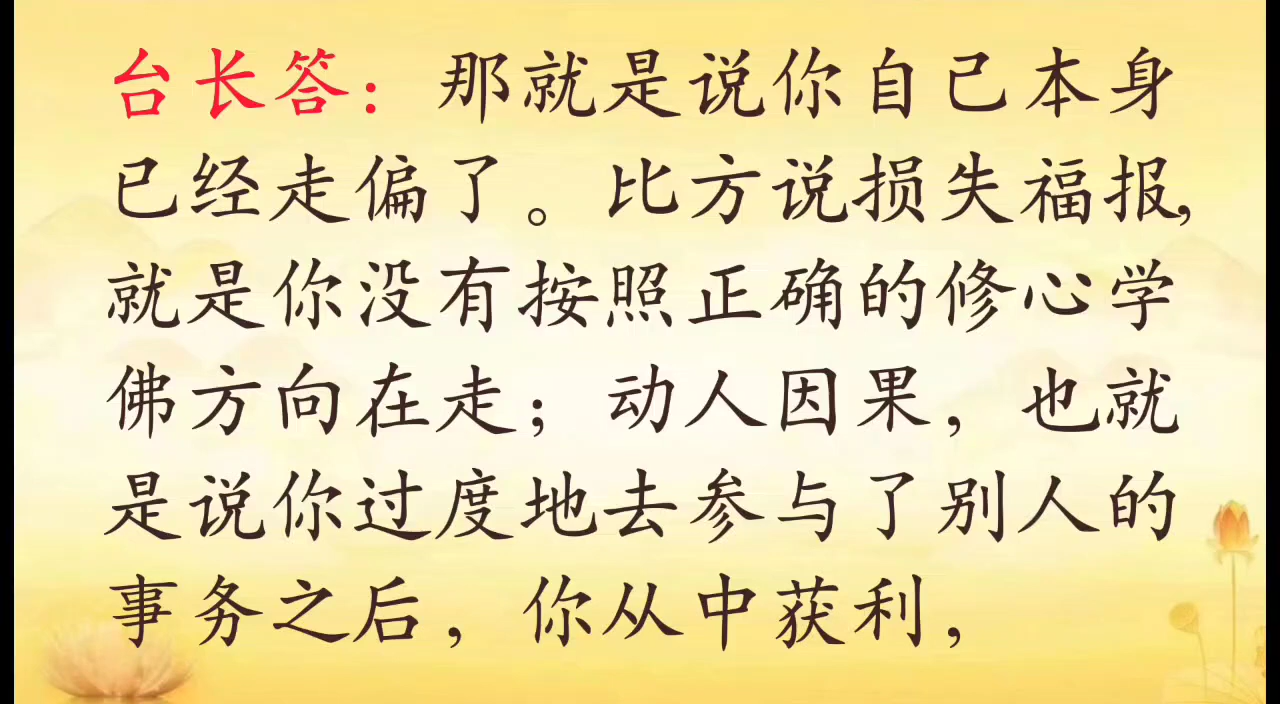 台长答：那就是说你自己本身
已经走偏了。比方说损失福报,
就是你没有按照正确的修心学
佛方向在走；动人因果，也就
是说你过度地去参与了别人的
事务之后，你从中获利，